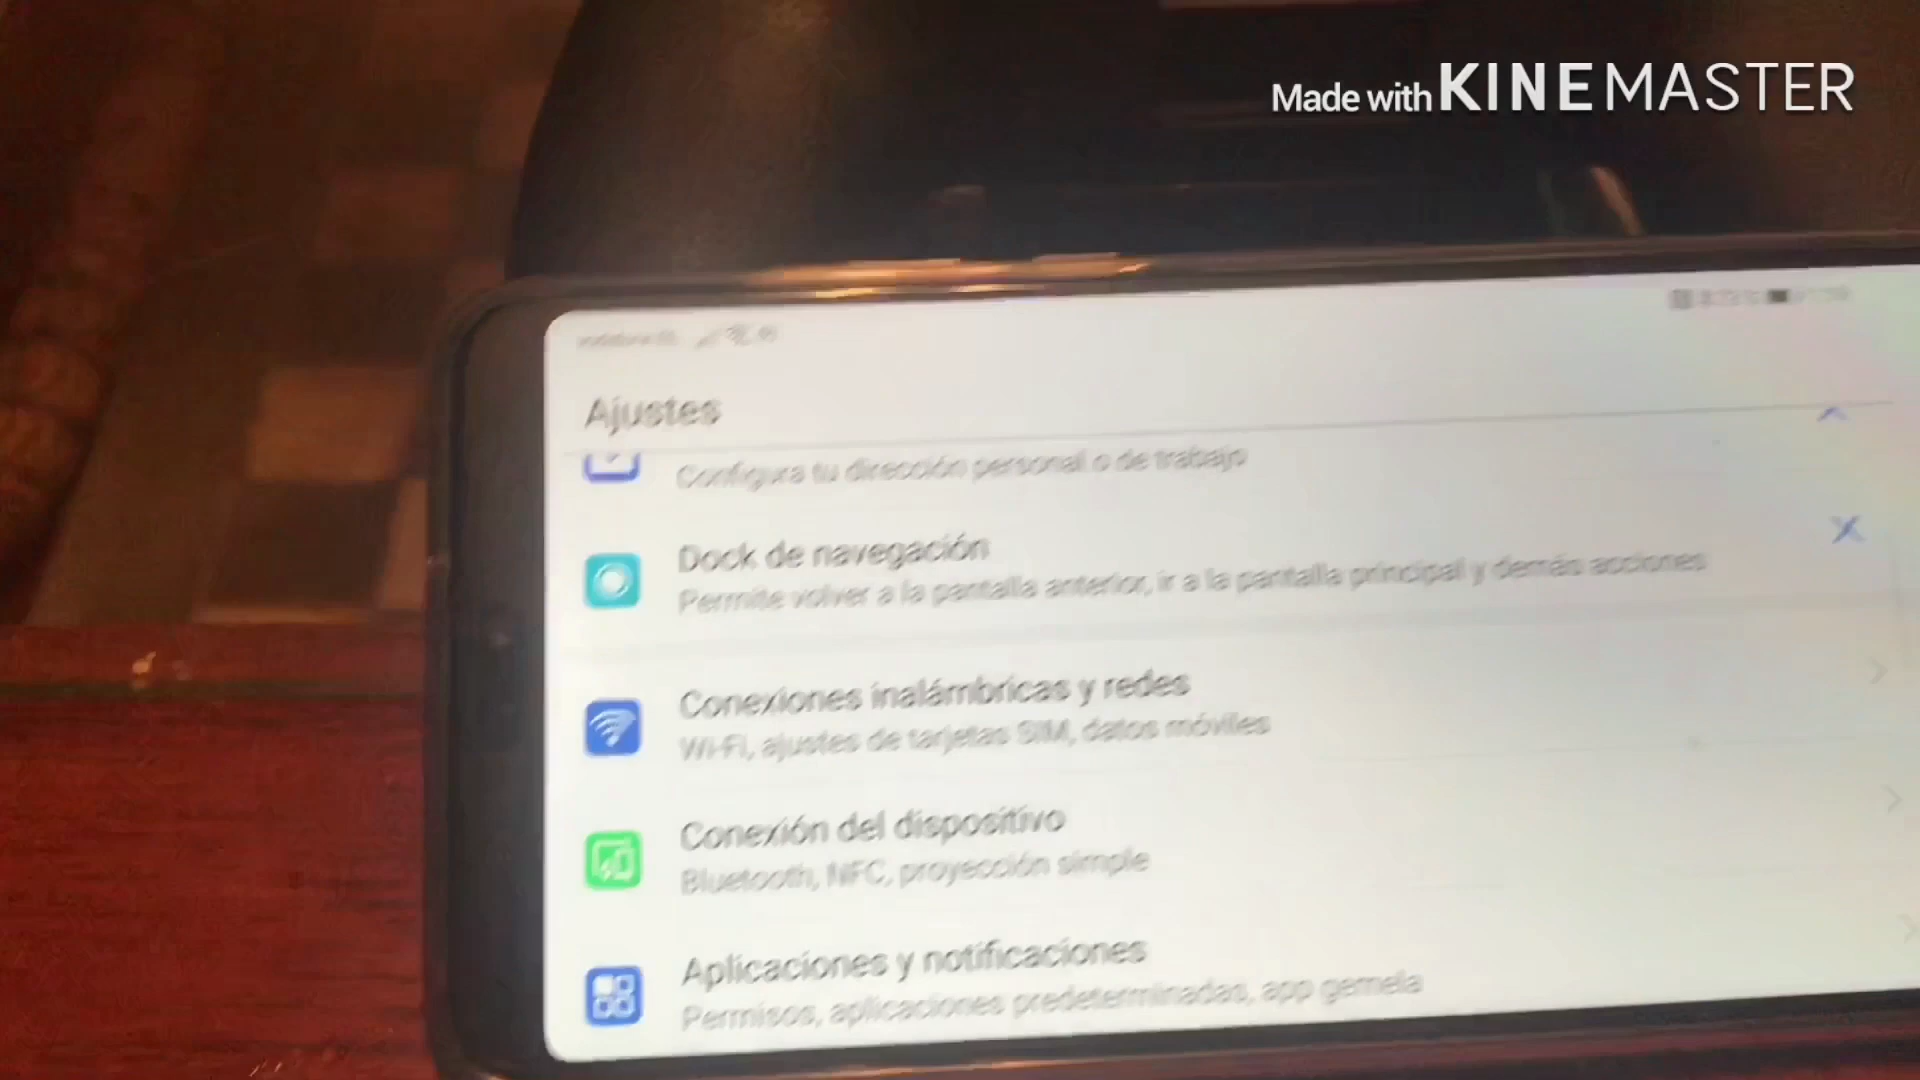 Made with KINEMASTER
Ajustes
Configura tu dirección personal o de trabajo
Dock de navegación
Permite volver a la pantalla anterior, ir a la pantalla principal y demás acciones
Conexiones inalámbricas y redes
Wi-Fi, ajustes de tarjetas SIM, datos móviles
Conexión del dispositivo
Bluetooth, NFC, proyección simple
Aplicaciones y notificaciones
Permisos, aplicaciones predeterminadas, app gemela